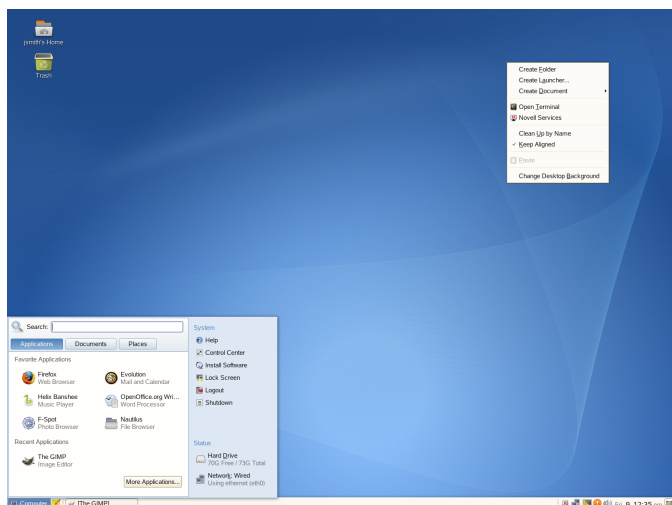 jsmith's Home
Trash
Create Folder
Create Launcher...
Create Document
Open Terminal
Novell Services
Clean Up by Name
Keep Aligned
Paste
Change Desktop Background
Search:
Applications
Documents
Places
Favorite Applications
Firefox
Web Browser
Evolution
Mail and Calendar
Helix Banshee
Music Player
OpenOffice.org Wri...
Word Processor
F-Spot
Photo Browser
Nautilus
File Browser
Recent Applications
The GIMP
Image Editor
More Applications...
System
Help
Control Center
Install Software
Lock Screen
Logout
Shutdown
Status
Hard Drive
70G Free / 73G Total
Network: Wired
Using ethernet (eth0)
Computer
[The GIMP]
9, 12:35 pm